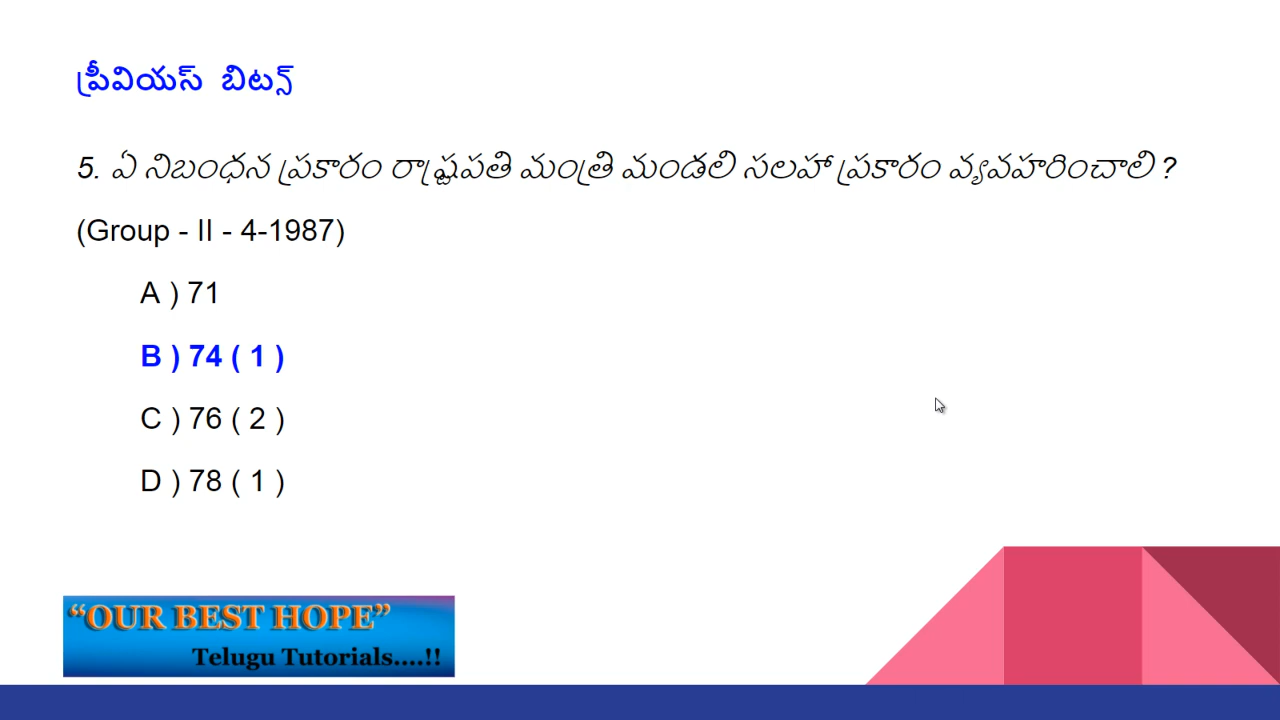 ప్రీవియస్ బిటన్స్
5. ఏ నిబంధన ప్రకారం రాష్ట్రపతి మంత్రి మండలి సలహా ప్రకారం వ్యవహరించాలి ?
(Group - II - 4-1987)
A ) 71
B ) 74 ( 1 )
C ) 76 ( 2 )
D ) 78 ( 1 )
“OUR BEST HOPE”
Telugu Tutorials....!!